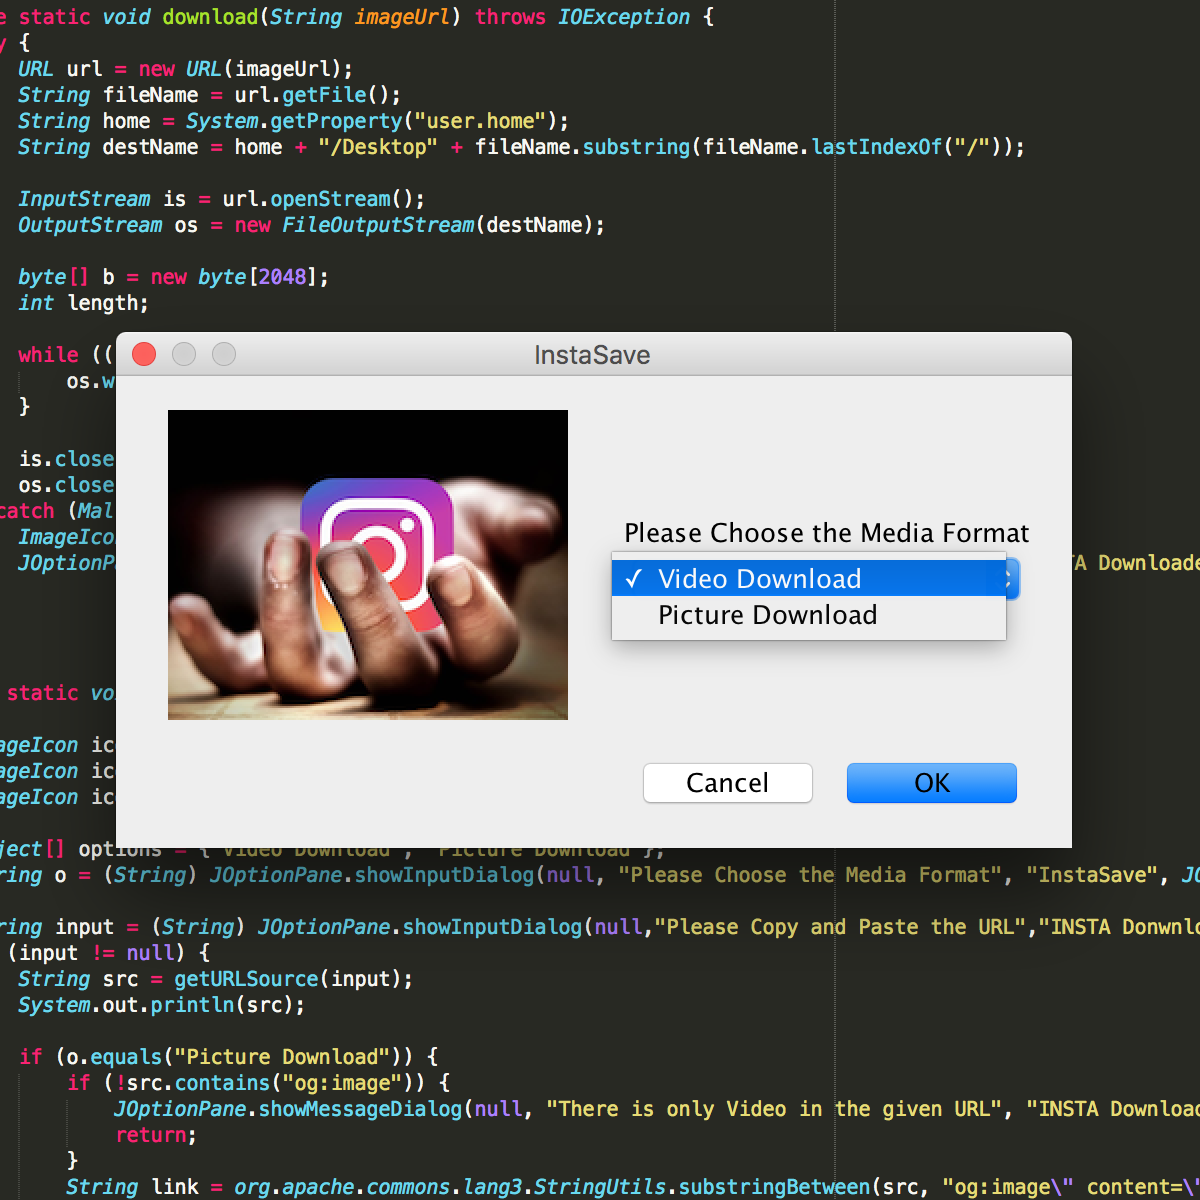 e static void download(String imageUrl) throws IOException {
y {
URL url = new URL(imageUrl);
String fileName = url.getFile();
String home = System.getProperty("user.home");
String destName = home + "/Desktop" + fileName.substring(fileName.lastIndexOf("/"));
InputStream is = url.openStream();
OutputStream os = new FileOutputStream(destName);
byte[] b = new byte[2048];
int length;
while ((
os.w
}
is.close
os.close
catch (Mal
ImageIco
JOptionP
TA Downloade
static vo
ageIcon ic
ageIcon ic
ageIcon ic
InstaSave
Please Choose the Media Format
✓ Video Download
Picture Download
Cancel
OK
ject[] options = { "Video Download", "Picture Download"};
ring o = (String) JOptionPane.showInputDialog(null, "Please Choose the Media Format", "InstaSave", JO
ring input = (String) JOptionPane.showInputDialog(null,"Please Copy and Paste the URL","INSTA Donwnlo
(input != null) {
String src = getURLSource(input);
System.out.println(src);
if (o.equals("Picture Download")) {
if (!src.contains("og:image")) {
JOptionPane.showMessageDialog(null, "There is only Video in the given URL", "INSTA Download
return;
}
String link = org.apache.commons.lang3.StringUtils.substringBetween(src, "og:image\" content=\